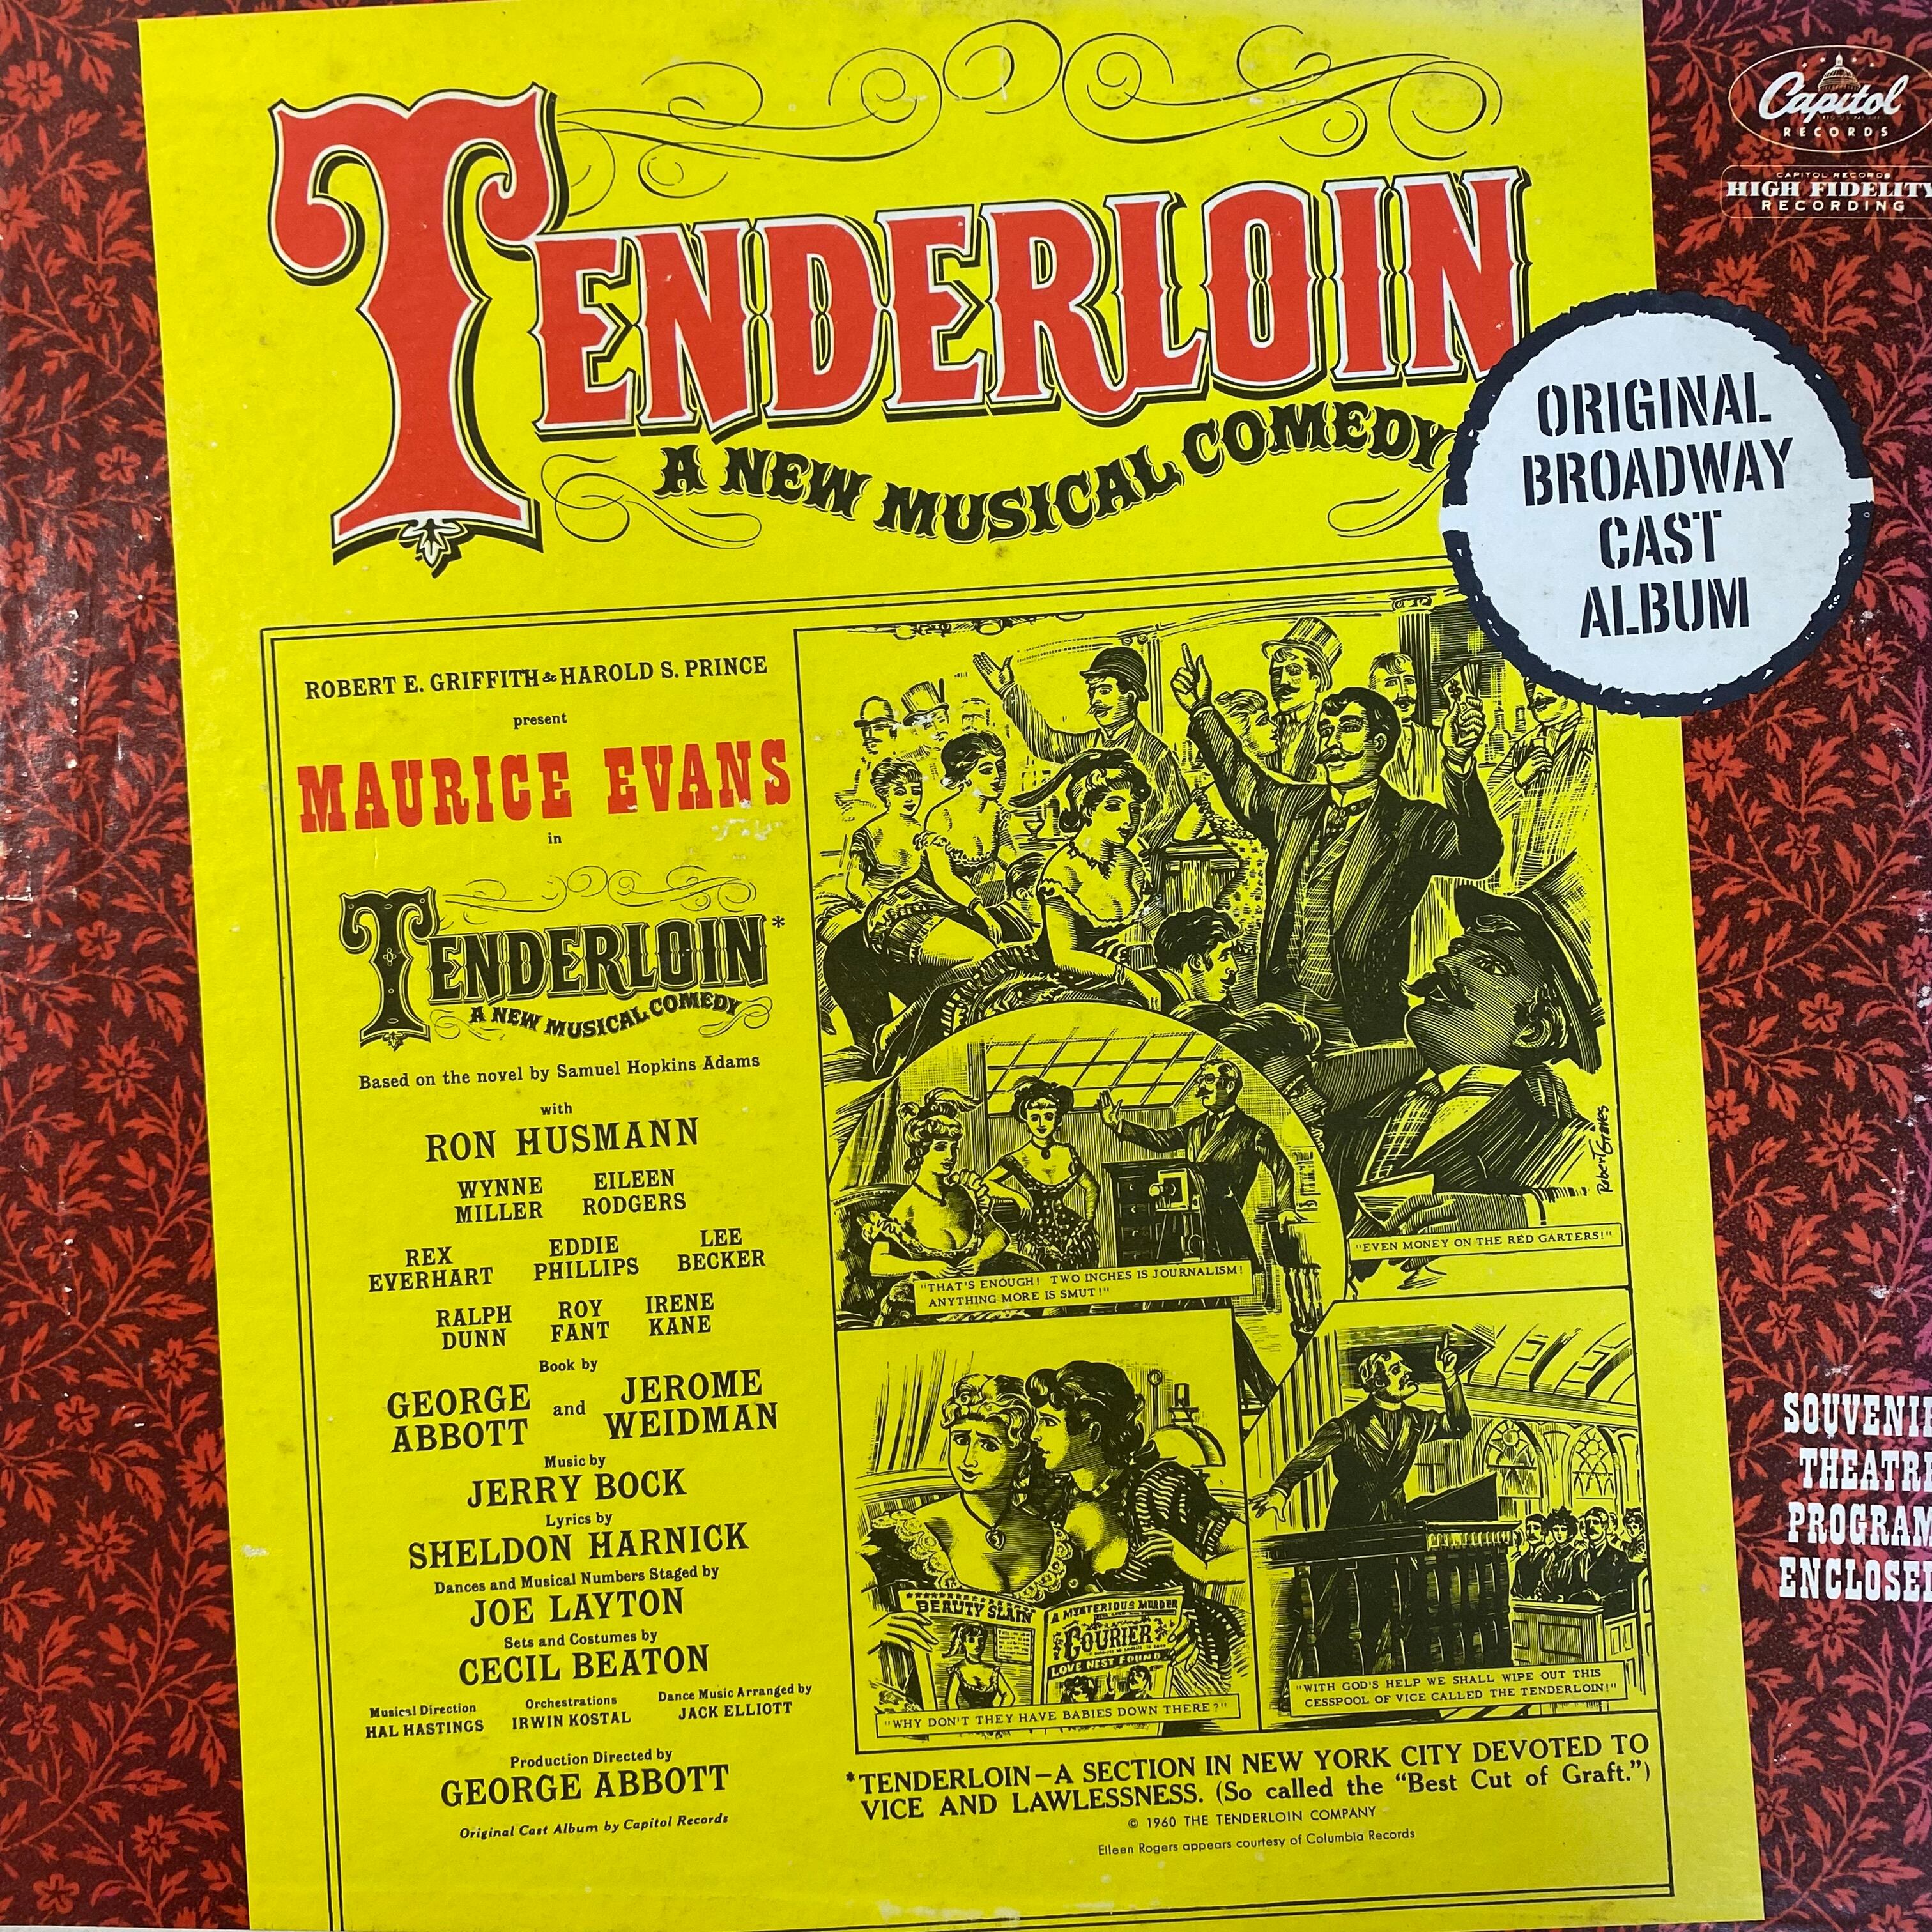 Capitol
RECORDS
CAPITOL RECORDS
HIGH FIDELITY
RECORDING
TENDERLOIN
A NEW MUSICAL COMEDY
ORIGINAL
BROADWAY
CAST
ALBUM
ROBERT E. GRIFFITH & HAROLD S. PRINCE
present
MAURICE EVANS
in
TENDERLOIN*
A NEW MUSICAL COMEDY
Based on the novel by Samuel Hopkins Adams
with
RON HUSMANN
WYNNE EILEEN
MILLER RODGERS
REX EDDIE LEE
EVERHART PHILLIPS BECKER
RALPH ROY IRENE
DUNN FANT KANE
Book by
GEORGE and JEROME
ABBOTT WEIDMAN
Music by
JERRY BOCK
Lyrics by
SHELDON HARNICK
Dances and Musical Numbers Staged by
JOE LAYTON
Sets and Costumes by
CECIL BEATON
Musical Direction Orchestrations Dance Music Arranged by
HAL HASTINGS IRWIN KOSTAL JACK ELLIOTT
Production Directed by
GEORGE ABBOTT
Original Cast Album by Capitol Records
Robert Graves
"EVEN MONEY ON THE RED GARTERS!"
"THAT'S ENOUGH! TWO INCHES IS JOURNALISM!
ANYTHING MORE IS SMUT!"
BEAUTY SLAIN
A MYSTERIOUS MURDER
COURIER
LOVE NEST FOUND
"WHY DON'T THEY HAVE BABIES DOWN THERE?"
"WITH GOD'S HELP WE SHALL WIPE OUT THIS
CESSPOOL OF VICE CALLED THE TENDERLOIN!"
*TENDERLOIN—A SECTION IN NEW YORK CITY DEVOTED TO
VICE AND LAWLESSNESS. (So called the "Best Cut of Graft.")
© 1960 THE TENDERLOIN COMPANY
Eileen Rogers appears courtesy of Columbia Records
SOUVENI
THEATR
PROGRAM
ENCLOSE